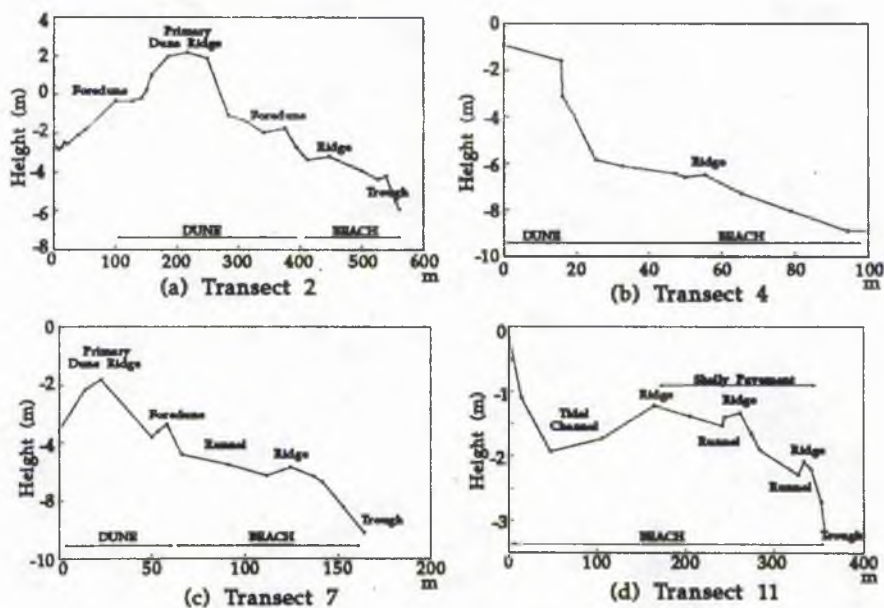 4
2
0
-2
-4
-6
-8
Height (m)
Primary
Dune Ridge
Foredune
Foredune
Ridge
Trough
DUNE
BEACH
0 100 200 300 400 500 600
m
(a) Transect 2
0
-2
-4
-6
-8
-10
Height (m)
Ridge
DUNE
BEACH
0 20 40 60 80 100
m
(b) Transect 4
0
-2
-4
-6
-8
-10
Height (m)
Primary
Dune Ridge
Foredune
Runnel
Ridge
Trough
DUNE
BEACH
0 50 100 150 200
m
(c) Transect 7
0
-1
-2
-3
Height (m)
Shelly Pavement
Ridge
Ridge
Tidal
Channel
Runnel
Ridge
Runnel
Trough
BEACH
0 100 200 300 400
m
(d) Transect 11